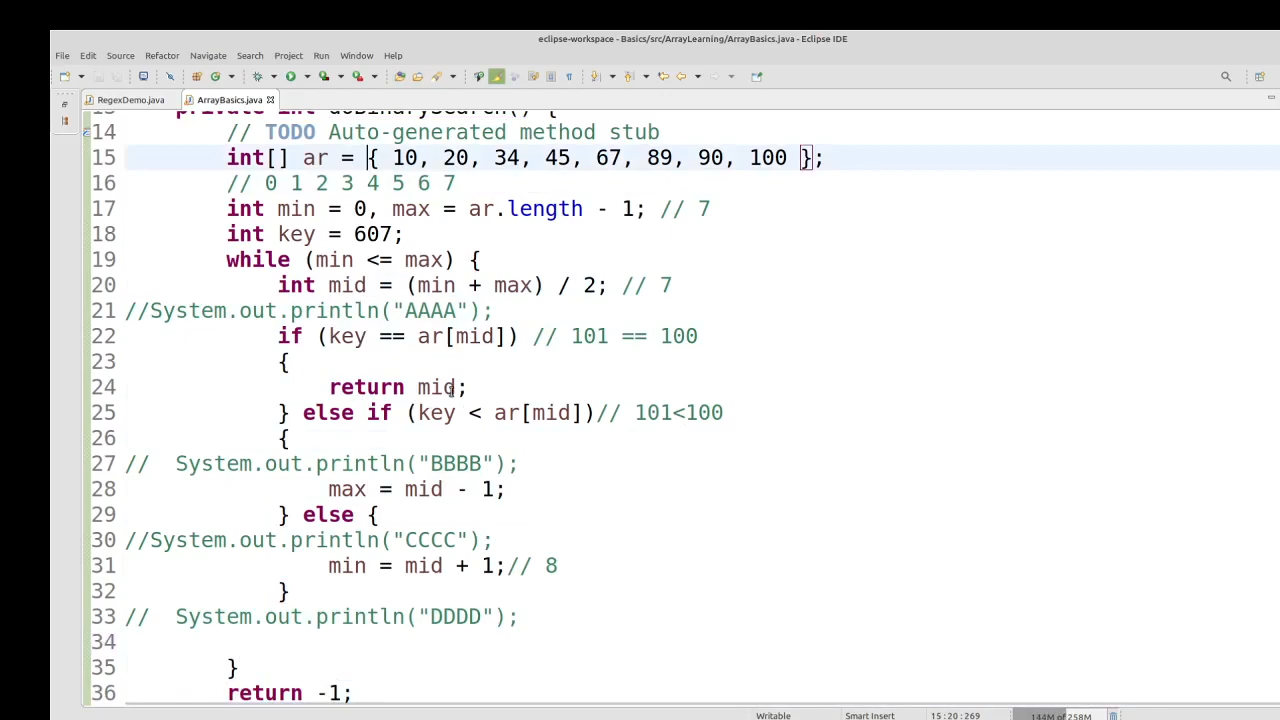 eclipse-workspace - Basics/src/ArrayLearning/ArrayBasics.java - Eclipse IDE
File Edit Source Refactor Navigate Search Project Run Window Help
RegexDemo.java ArrayBasics.java
13 private int doBinarySearch() {
14 // TODO Auto-generated method stub
15 int[] ar = { 10, 20, 34, 45, 67, 89, 90, 100 };
16 // 0 1 2 3 4 5 6 7
17 int min = 0, max = ar.length - 1; // 7
18 int key = 607;
19 while (min <= max) {
20 int mid = (min + max) / 2; // 7
21 //System.out.println("AAAA");
22 if (key == ar[mid]) // 101 == 100
23 {
24 return mid;
25 } else if (key < ar[mid])// 101<100
26 {
27 // System.out.println("BBBB");
28 max = mid - 1;
29 } else {
30 //System.out.println("CCCC");
31 min = mid + 1;// 8
32 }
33 // System.out.println("DDDD");
34
35 }
36 return -1;
Writable Smart Insert 15:20:269 144M of 258M